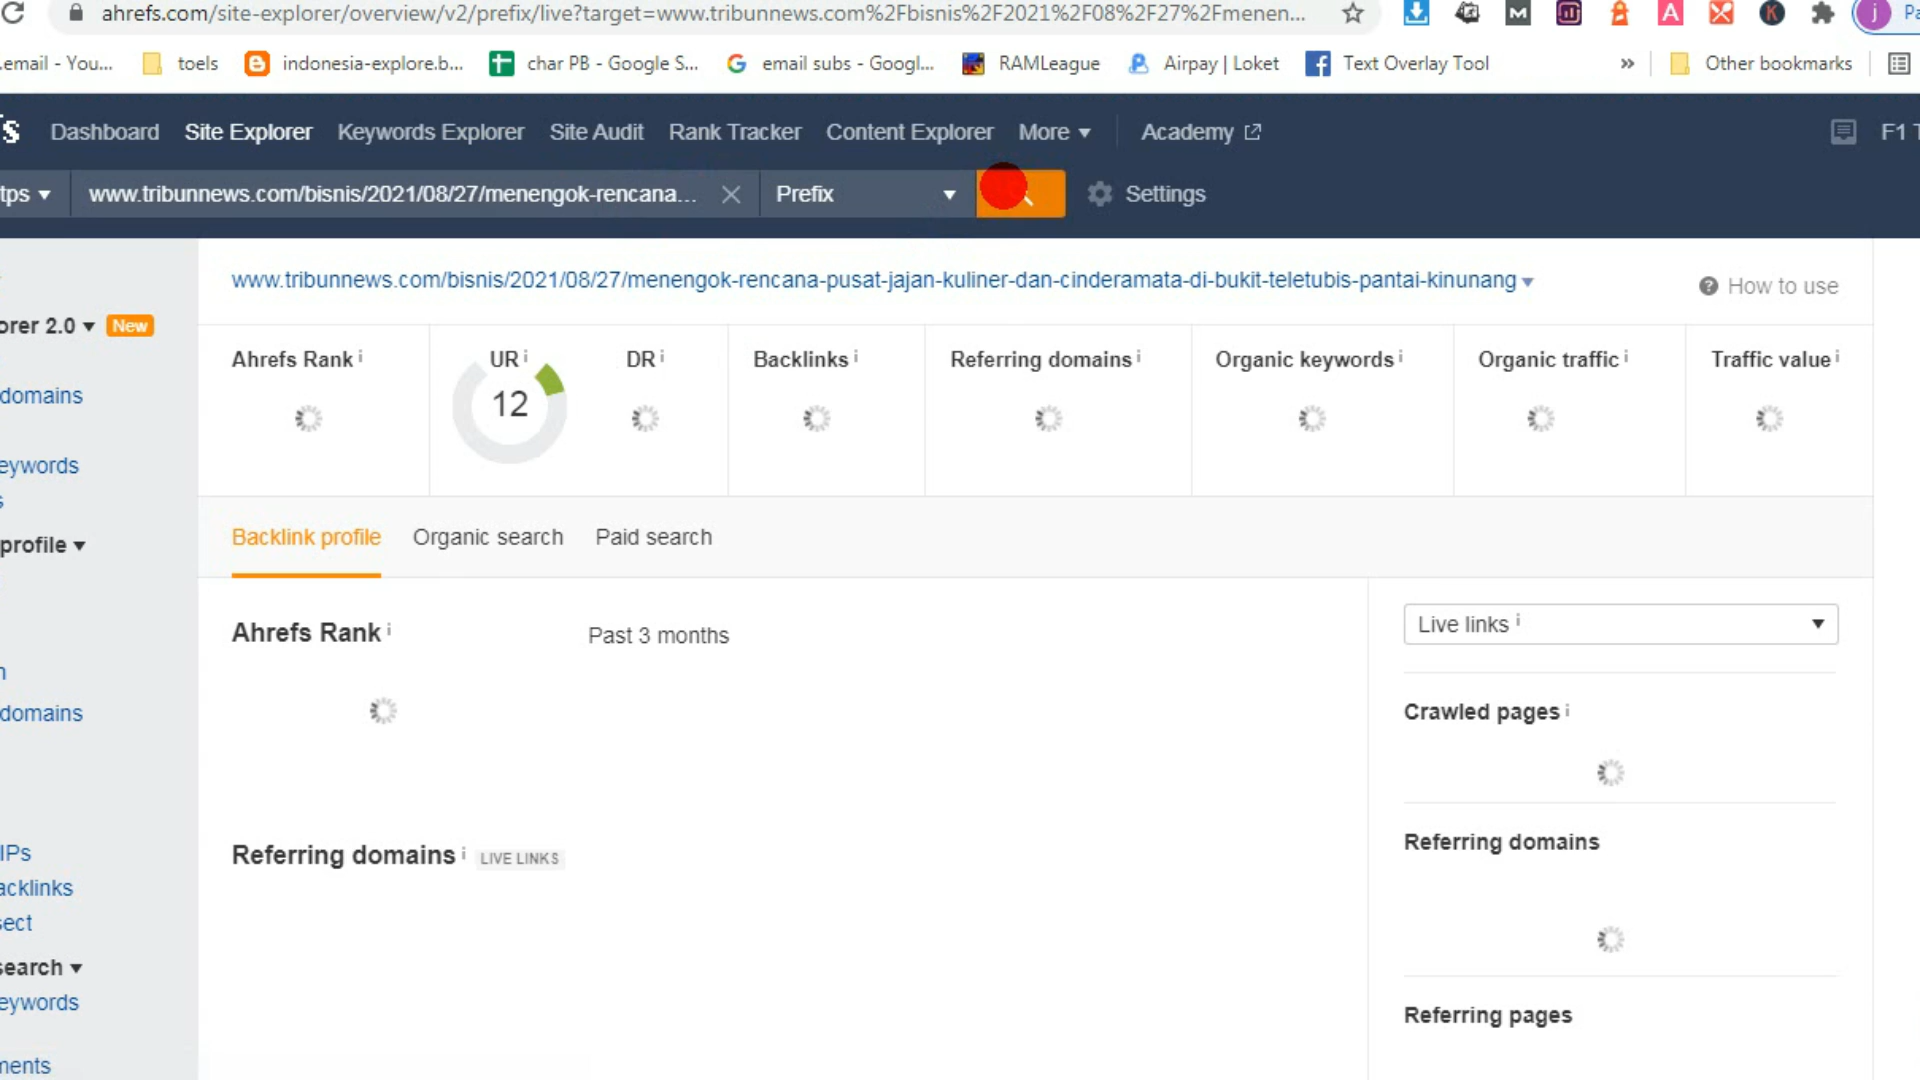 ahrefs.com/site-explorer/overview/v2/prefix/live?target=www.tribunnews.com%2Fbisnis%2F2021%2F08%2F27%2Fmenen...
.email - You... toels indonesia-explore.b... char PB - Google S... email subs - Googl... RAMLeague Airpay | Loket Text Overlay Tool » Other bookmarks
Dashboard Site Explorer Keywords Explorer Site Audit Rank Tracker Content Explorer More Academy F1 T
tps www.tribunnews.com/bisnis/2021/08/27/menengok-rencana... Prefix Settings
www.tribunnews.com/bisnis/2021/08/27/menengok-rencana-pusat-jajan-kuliner-dan-cinderamata-di-bukit-teletubis-pantai-kinunang How to use
orer 2.0 New
domains
eywords
s
profile
n
domains
IPs
acklinks
sect
search
eywords
ments
Ahrefs Rank UR DR Backlinks Referring domains Organic keywords Organic traffic Traffic value
12
Backlink profile Organic search Paid search
Ahrefs Rank Past 3 months
Referring domains LIVE LINKS
Live links
Crawled pages
Referring domains
Referring pages